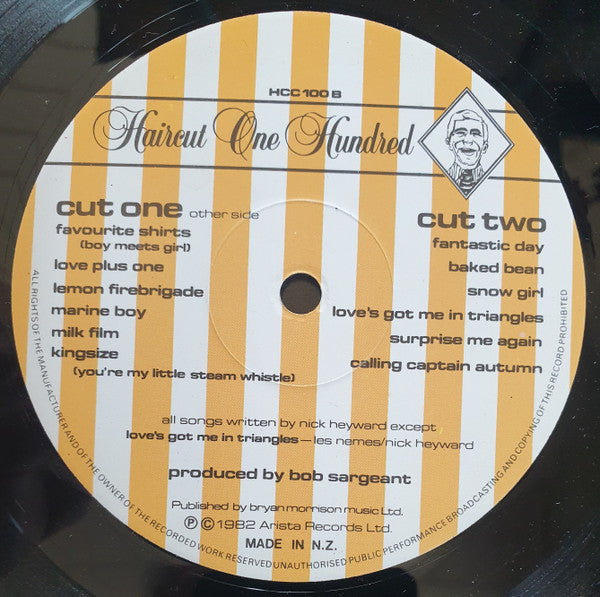 HCC 100 B
Haircut One Hundred
cut one other side
favourite shirts
(boy meets girl)
love plus one
lemon firebrigade
marine boy
milk film
kingsize
(you're my little steam whistle)
cut two
fantastic day
baked bean
snow girl
love's got me in triangles
surprise me again
calling captain autumn
all songs written by nick heyward except
love's got me in triangles — les nemes/nick heyward
produced by bob sargeant
Published by bryan morrison music Ltd.
Ⓟ © 1982 Arista Records Ltd.
MADE IN N.Z.
ALL RIGHTS OF THE MANUFACTURER AND OF THE OWNER OF THE RECORDED WORK RESERVED UNAUTHORISED PUBLIC PERFORMANCE BROADCASTING AND COPYING OF THIS RECORD PROHIBITED